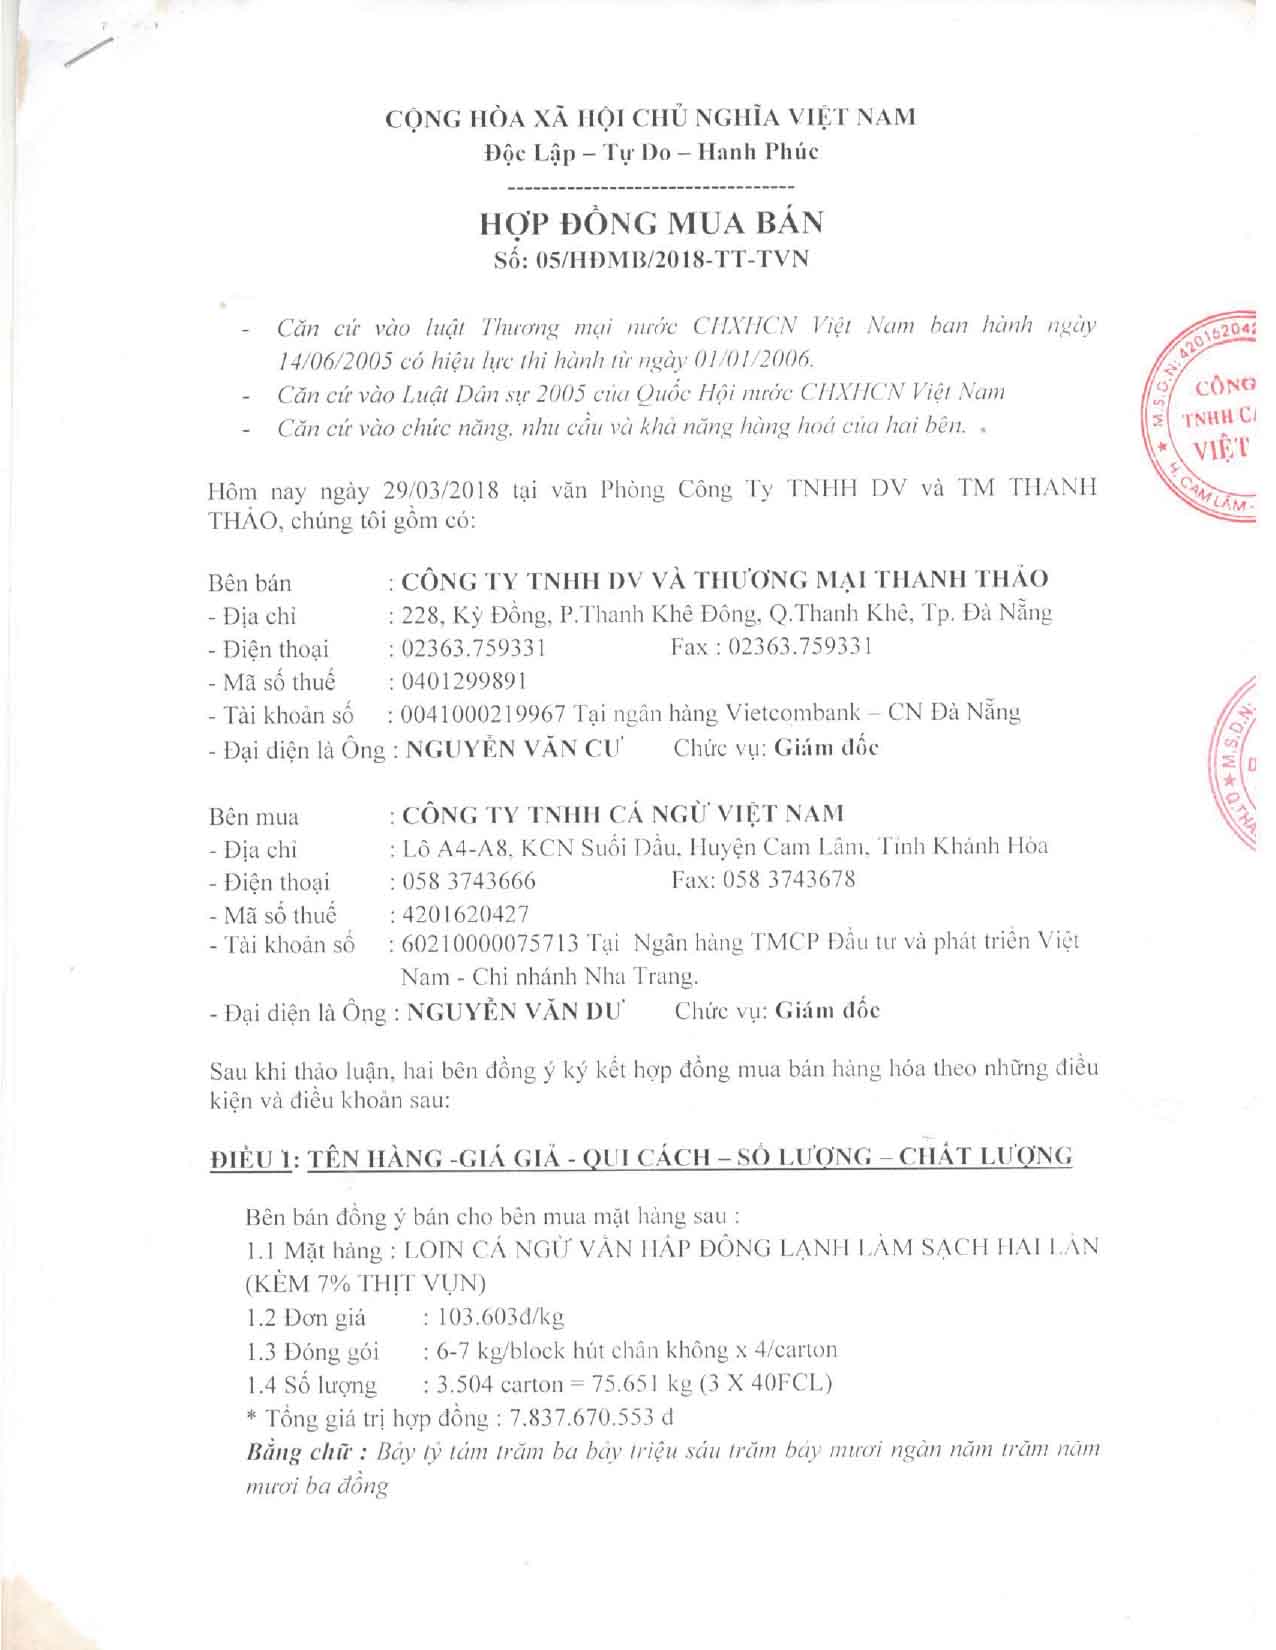 CỘNG HÒA XÃ HỘI CHỦ NGHĨA VIỆT NAM
Độc Lập – Tự Do – Hanh Phúc
----------------------------------
HỢP ĐỒNG MUA BÁN
Số: 05/HĐMB/2018-TT-TVN
- Căn cứ vào luật Thương mại nước CHXHCN Việt Nam ban hành ngày
14/06/2005 có hiệu lực thi hành từ ngày 01/01/2006.
- Căn cứ vào Luật Dân sự 2005 của Quốc Hội nước CHXHCN Việt Nam
- Căn cứ vào chức năng, nhu cầu và khả năng hàng hoá của hai bên.
M.S.D.N: 420162042
CÔNG
TNHH CÁ
VIỆT
H. CAM LÂM -
Hôm nay ngày 29/03/2018 tại văn Phòng Công Ty TNHH DV và TM THANH
THẢO, chúng tôi gồm có:
Bên bán : CÔNG TY TNHH DV VÀ THƯƠNG MẠI THANH THẢO
- Địa chỉ : 228, Kỳ Đồng, P.Thanh Khê Đông, Q.Thanh Khê, Tp. Đà Nẵng
- Điện thoại : 02363.759331 Fax : 02363.759331
- Mã số thuế : 0401299891
- Tài khoản số : 0041000219967 Tại ngân hàng Vietcombank – CN Đà Nẵng
- Đại diện là Ông : NGUYỄN VĂN CƯ Chức vụ: Giám đốc
M.S.D.N:
Q.THA
Bên mua : CÔNG TY TNHH CÁ NGỪ VIỆT NAM
- Địa chỉ : Lô A4-A8, KCN Suối Dầu, Huyện Cam Lâm, Tỉnh Khánh Hòa
- Điện thoại : 058 3743666 Fax: 058 3743678
- Mã số thuế : 4201620427
- Tài khoản số : 60210000075713 Tại Ngân hàng TMCP Đầu tư và phát triển Việt
Nam - Chi nhánh Nha Trang.
- Đại diện là Ông : NGUYỄN VĂN DƯ Chức vụ: Giám đốc
Sau khi thảo luận, hai bên đồng ý ký kết hợp đồng mua bán hàng hóa theo những điều
kiện và điều khoản sau:
ĐIỀU 1: TÊN HÀNG -GIÁ GIẢ - QUI CÁCH – SỐ LƯỢNG – CHẤT LƯỢNG
Bên bán đồng ý bán cho bên mua mặt hàng sau :
1.1 Mặt hàng : LOIN CÁ NGỪ VẰN HẤP ĐÔNG LẠNH LÀM SẠCH HAI LẦN
(KÈM 7% THỊT VỤN)
1.2 Đơn giá : 103.603đ/kg
1.3 Đóng gói : 6-7 kg/block hút chân không x 4/carton
1.4 Số lượng : 3.504 carton = 75.651 kg (3 X 40FCL)
* Tổng giá trị hợp đồng : 7.837.670.553 đ
Bằng chữ : Bảy tỷ tám trăm ba bảy triệu sáu trăm bảy mươi ngàn năm trăm năm
mươi ba đồng